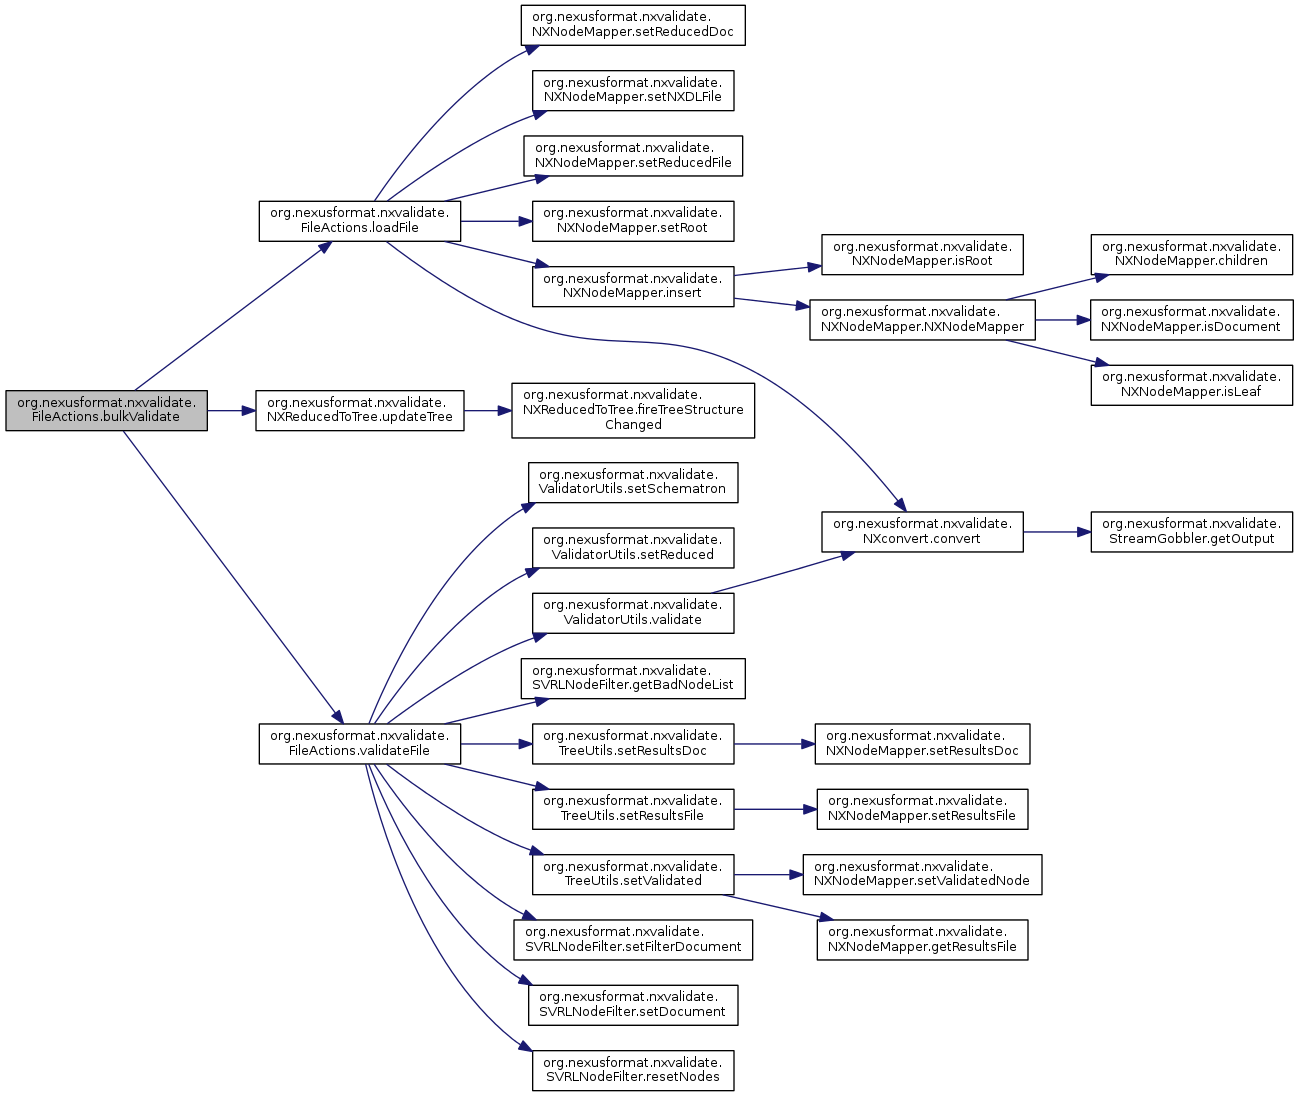 org.nexusformat.nxvalidate.
NXNodeMapper.setReducedDoc
org.nexusformat.nxvalidate.
NXNodeMapper.setNXDLFile
org.nexusformat.nxvalidate.
NXNodeMapper.setReducedFile
org.nexusformat.nxvalidate.
FileActions.loadFile
org.nexusformat.nxvalidate.
NXNodeMapper.setRoot
org.nexusformat.nxvalidate.
NXNodeMapper.insert
org.nexusformat.nxvalidate.
NXNodeMapper.isRoot
org.nexusformat.nxvalidate.
NXNodeMapper.NXNodeMapper
org.nexusformat.nxvalidate.
NXNodeMapper.children
org.nexusformat.nxvalidate.
NXNodeMapper.isDocument
org.nexusformat.nxvalidate.
NXNodeMapper.isLeaf
org.nexusformat.nxvalidate.
FileActions.bulkValidate
org.nexusformat.nxvalidate.
NXReducedToTree.updateTree
org.nexusformat.nxvalidate.
NXReducedToTree.fireTreeStructure
Changed
org.nexusformat.nxvalidate.
ValidatorUtils.setSchematron
org.nexusformat.nxvalidate.
ValidatorUtils.setReduced
org.nexusformat.nxvalidate.
ValidatorUtils.validate
org.nexusformat.nxvalidate.
NXconvert.convert
org.nexusformat.nxvalidate.
StreamGobbler.getOutput
org.nexusformat.nxvalidate.
SVRLNodeFilter.getBadNodeList
org.nexusformat.nxvalidate.
FileActions.validateFile
org.nexusformat.nxvalidate.
TreeUtils.setResultsDoc
org.nexusformat.nxvalidate.
NXNodeMapper.setResultsDoc
org.nexusformat.nxvalidate.
TreeUtils.setResultsFile
org.nexusformat.nxvalidate.
NXNodeMapper.setResultsFile
org.nexusformat.nxvalidate.
TreeUtils.setValidated
org.nexusformat.nxvalidate.
NXNodeMapper.setValidatedNode
org.nexusformat.nxvalidate.
NXNodeMapper.getResultsFile
org.nexusformat.nxvalidate.
SVRLNodeFilter.setFilterDocument
org.nexusformat.nxvalidate.
SVRLNodeFilter.setDocument
org.nexusformat.nxvalidate.
SVRLNodeFilter.resetNodes